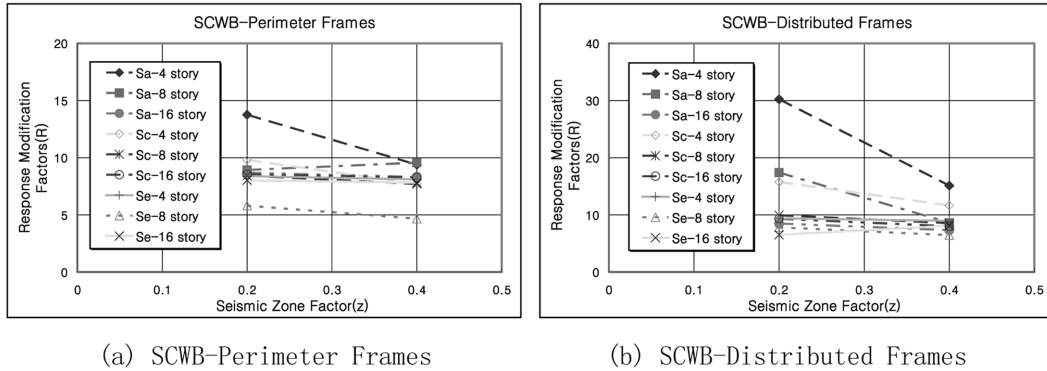 SCWB-Perimeter Frames
Response Modification
Factors(R)
20
15
10
5
0
Sa-4 story
Sa-8 story
Sa-16 story
Sc-4 story
Sc-8 story
Sc-16 story
Se-4 story
Se-8 story
Se-16 story
0 0.1 0.2 0.3 0.4 0.5
Seismic Zone Factor(z)
(a) SCWB-Perimeter Frames
SCWB-Distributed Frames
Response Modification
Factors(R)
40
30
20
10
0
Sa-4 story
Sa-8 story
Sa-16 story
Sc-4 story
Sc-8 story
Sc-16 story
Se-4 story
Se-8 story
Se-16 story
0 0.1 0.2 0.3 0.4 0.5
Seismic Zone Factor(z)
(b) SCWB-Distributed Frames